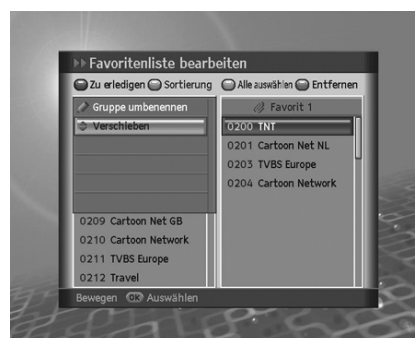 Favoritenliste bearbeiten
Zu erledigen Sortierung Alle auswählen Entfernen
Gruppe umbenennen
Verschieben
0209 Cartoon Net GB
0210 Cartoon Network
0211 TVBS Europe
0212 Travel
Favorit 1
0200 TNT
0201 Cartoon Net NL
0203 TVBS Europe
0204 Cartoon Network
Bewegen OK Auswählen